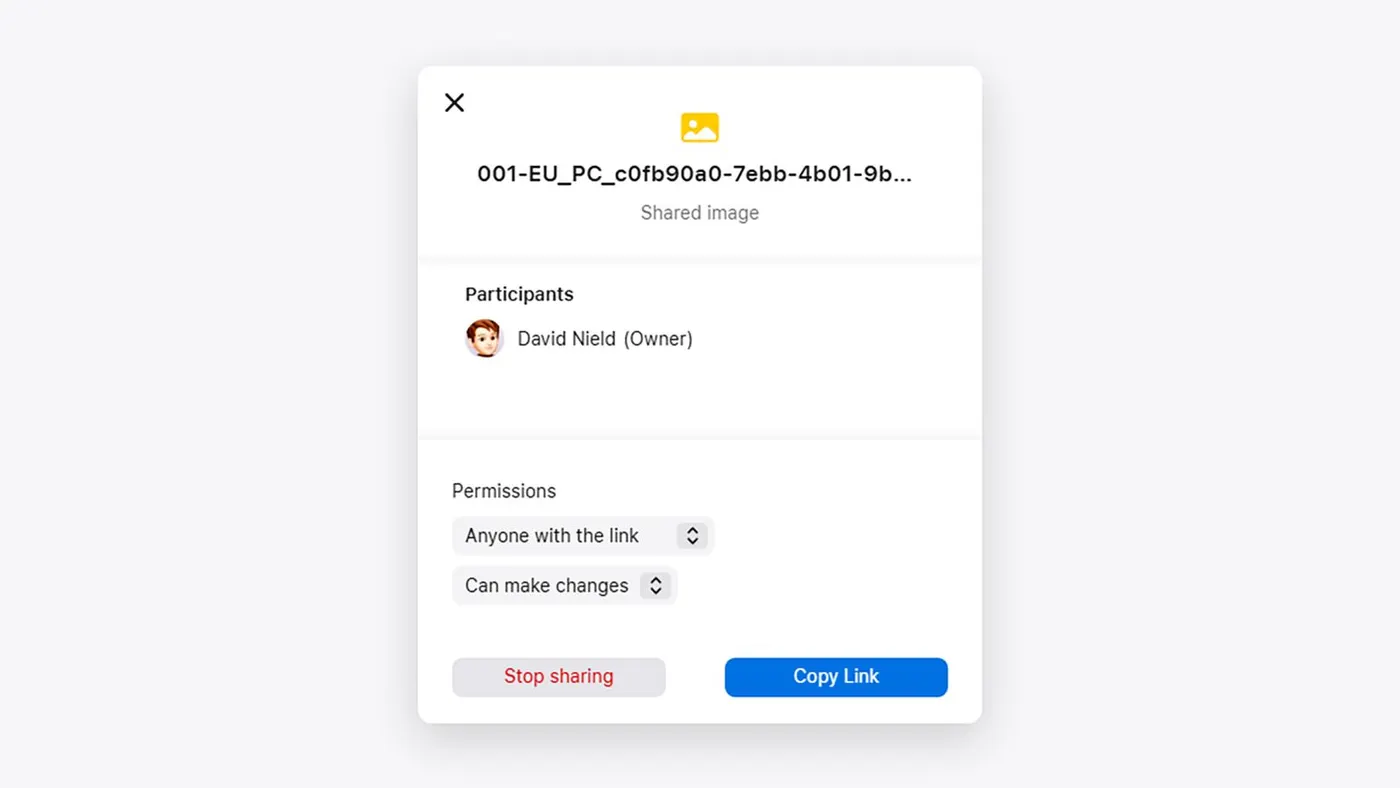 001-EU_PC_c0fb90a0-7ebb-4b01-9b...
Shared image
Participants
David Nield (Owner)
Permissions
Anyone with the link
Can make changes
Stop sharing
Copy Link